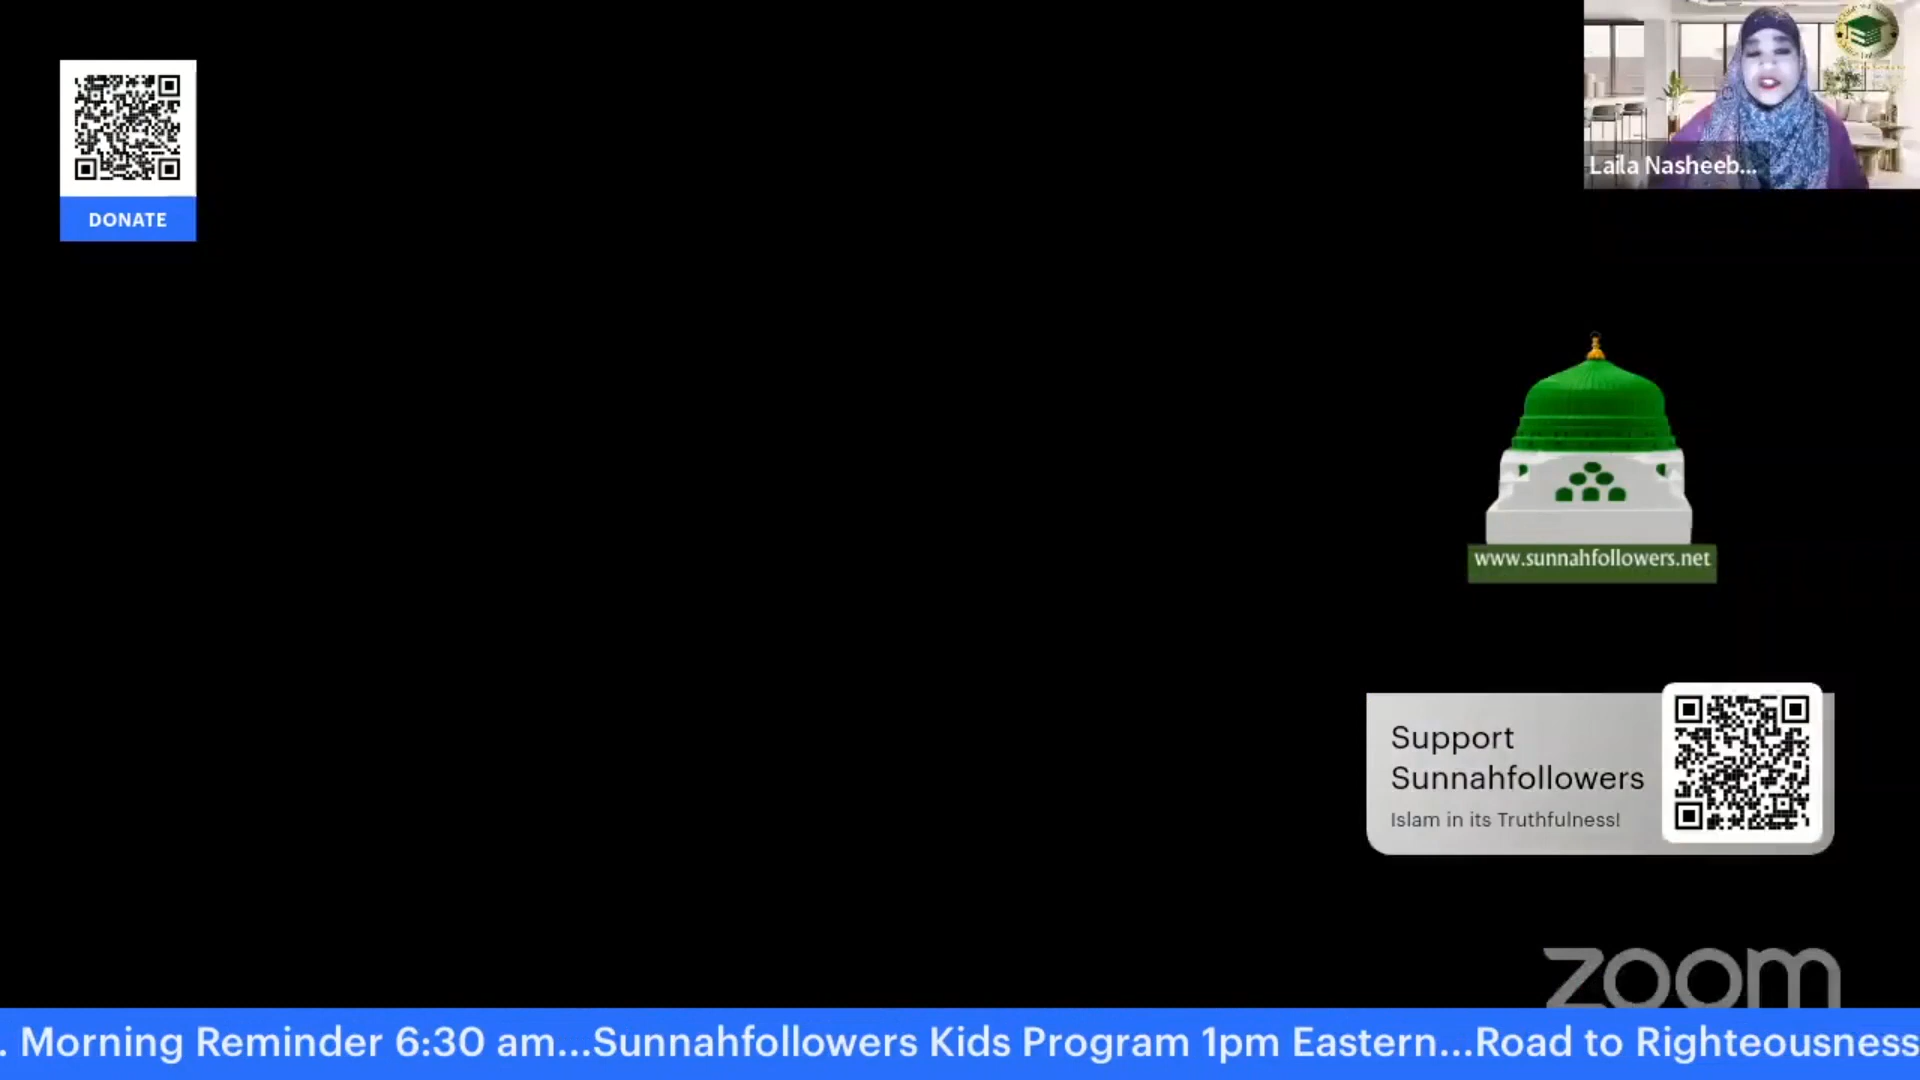 DONATE
Laila Nasheeb...
www.sunnahfollowers.net
Support
Sunnahfollowers
Islam in its Truthfulness!
zoom
. Morning Reminder 6:30 am...Sunnahfollowers Kids Program 1pm Eastern...Road to Righteousness